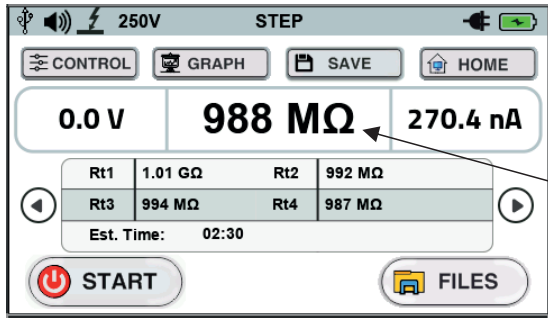 250V STEP
CONTROL GRAPH SAVE HOME
0.0 V 988 MΩ 270.4 nA
Rt1 1.01 GΩ Rt2 992 MΩ
Rt3 994 MΩ Rt4 987 MΩ
Est. Time: 02:30
START FILES